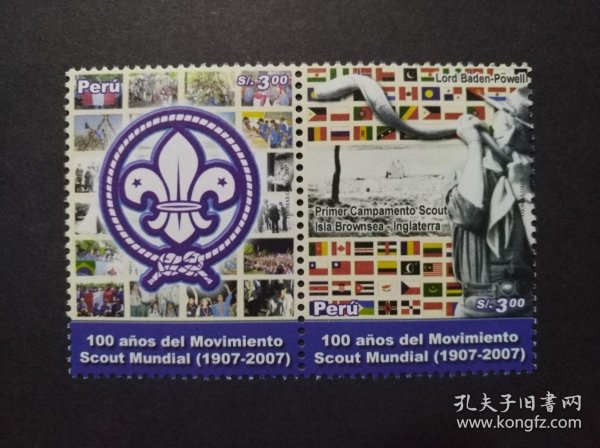 Perú
S/. 3.00
100 años del Movimiento
Scout Mundial (1907-2007)
Lord Baden-Powell
Primer Campamento Scout
Isla Brownsea - Inglaterra
Perú
S/. 3.00
100 años del Movimiento
Scout Mundial (1907-2007)
孔夫子旧书网
www.kongfz.com